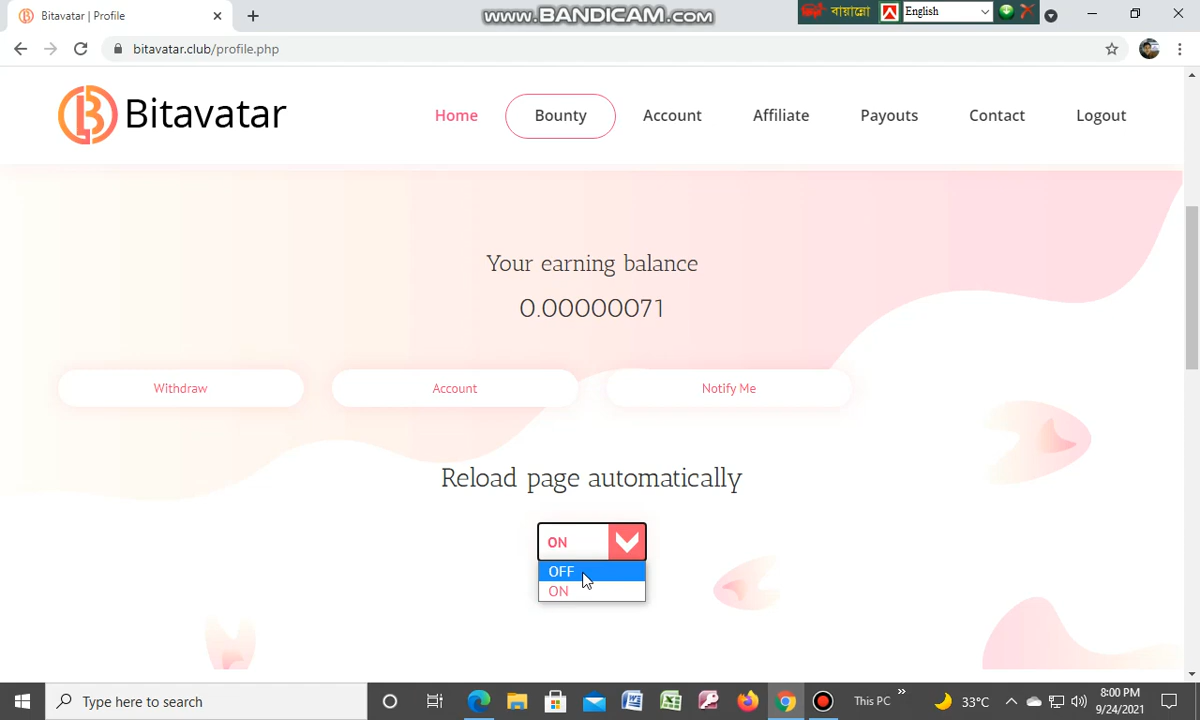 Bitavatar | Profile
www.BANDICAM.com
বায়ান্নো
English
bitavatar.club/profile.php
Bitavatar
Home
Bounty
Account
Affiliate
Payouts
Contact
Logout
Your earning balance
0.00000071
Withdraw
Account
Notify Me
Reload page automatically
ON
OFF
ON
Type here to search
This PC
33°C
8:00 PM
9/24/2021